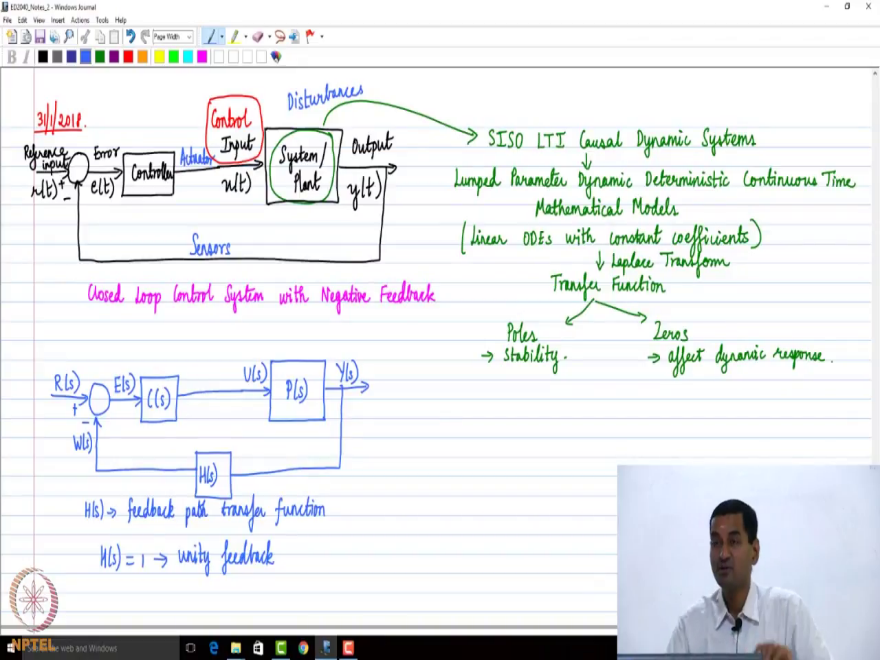 ED2040_Notes_2 - Windows Journal
File Edit View Insert Actions Tools Help
Page Width
B I
31/1/2018.
Reference input r(t) + -
Error e(t)
Controller
Actuator
Control Input u(t)
Disturbances
System/ Plant
Output y(t)
Sensors
Closed Loop Control System with Negative Feedback
SISO LTI Causal Dynamic Systems
↓
Lumped Parameter Dynamic Deterministic Continuous Time
Mathematical Models
(Linear ODEs with constant coefficients)
↓ Laplace Transform
Transfer Function
Poles
→ stability.
Zeros
→ affect dynamic response.
R(s) + -
E(s)
C(s)
U(s)
P(s)
Y(s)
W(s)
H(s)
H(s) → feedback path transfer function
H(s) = 1 → unity feedback
NPTEL
the web and Windows